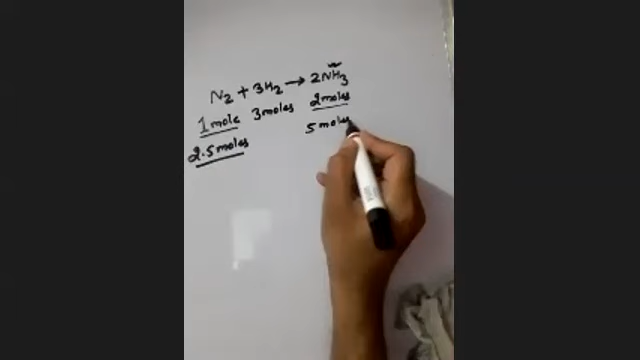 N₂ + 3H₂ → 2NH₃
1 mole 3 moles 2 moles
2.5 moles 5 moles